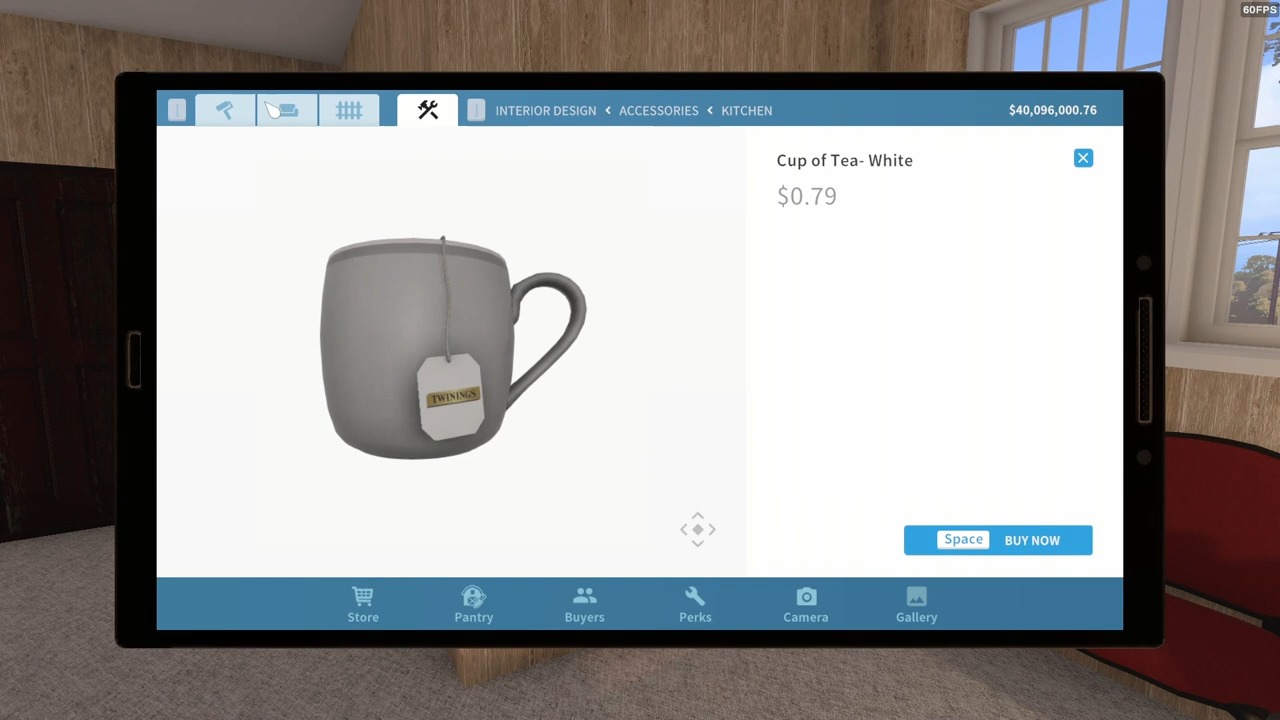 60FPS
INTERIOR DESIGN < ACCESSORIES < KITCHEN
$40,096,000.76
Cup of Tea- White
$0.79
TWININGS
Space BUY NOW
Store Pantry Buyers Perks Camera Gallery